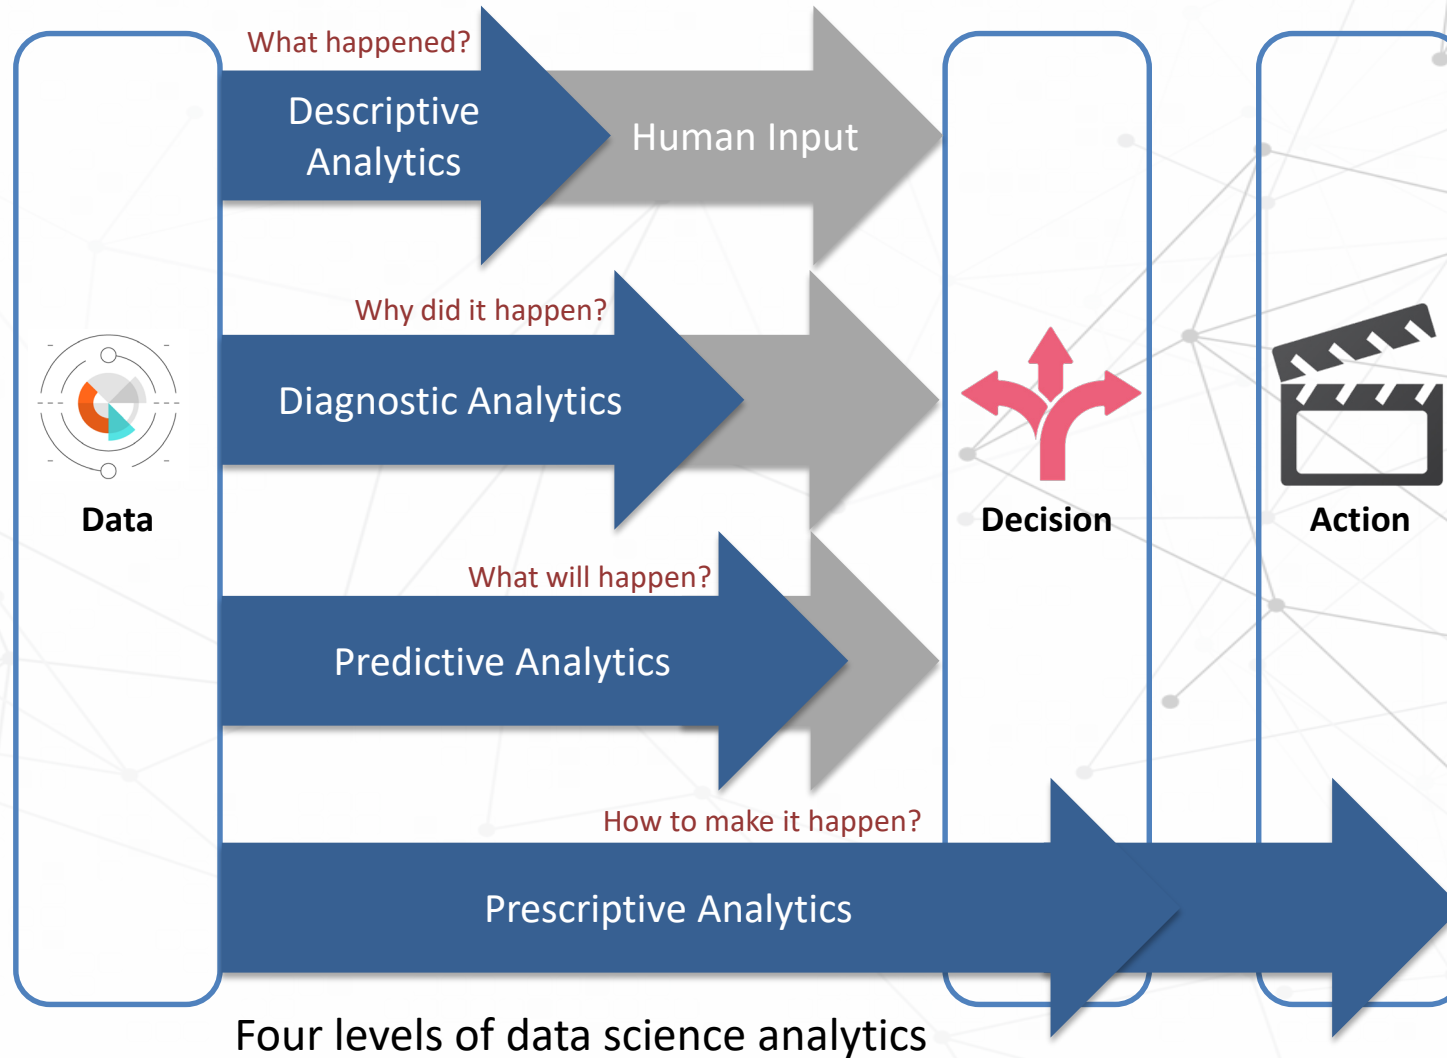 What happened?
Descriptive
Analytics
Human Input
Why did it happen?
Diagnostic Analytics
Data
Decision
Action
What will happen?
Predictive Analytics
How to make it happen?
Prescriptive Analytics
Four levels of data science analytics